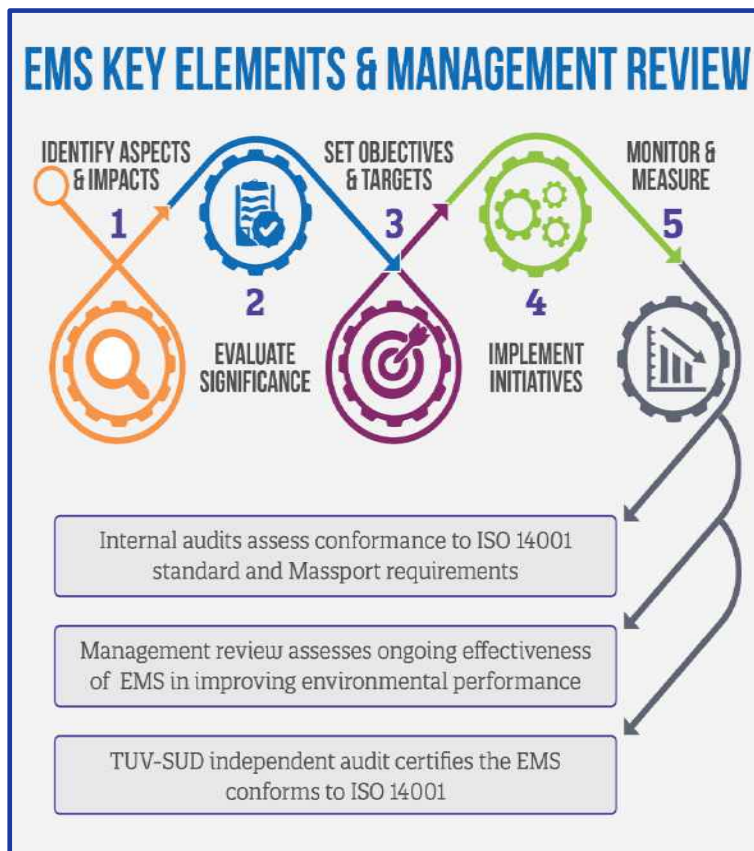 EMS KEY ELEMENTS & MANAGEMENT REVIEW
IDENTIFY ASPECTS
& IMPACTS
1
2
EVALUATE
SIGNIFICANCE
SET OBJECTIVES
& TARGETS
3
4
IMPLEMENT
INITIATIVES
MONITOR &
MEASURE
5
Internal audits assess conformance to ISO 14001
standard and Massport requirements
Management review assesses ongoing effectiveness
of EMS in improving environmental performance
TUV-SUD independent audit certifies the EMS
conforms to ISO 14001